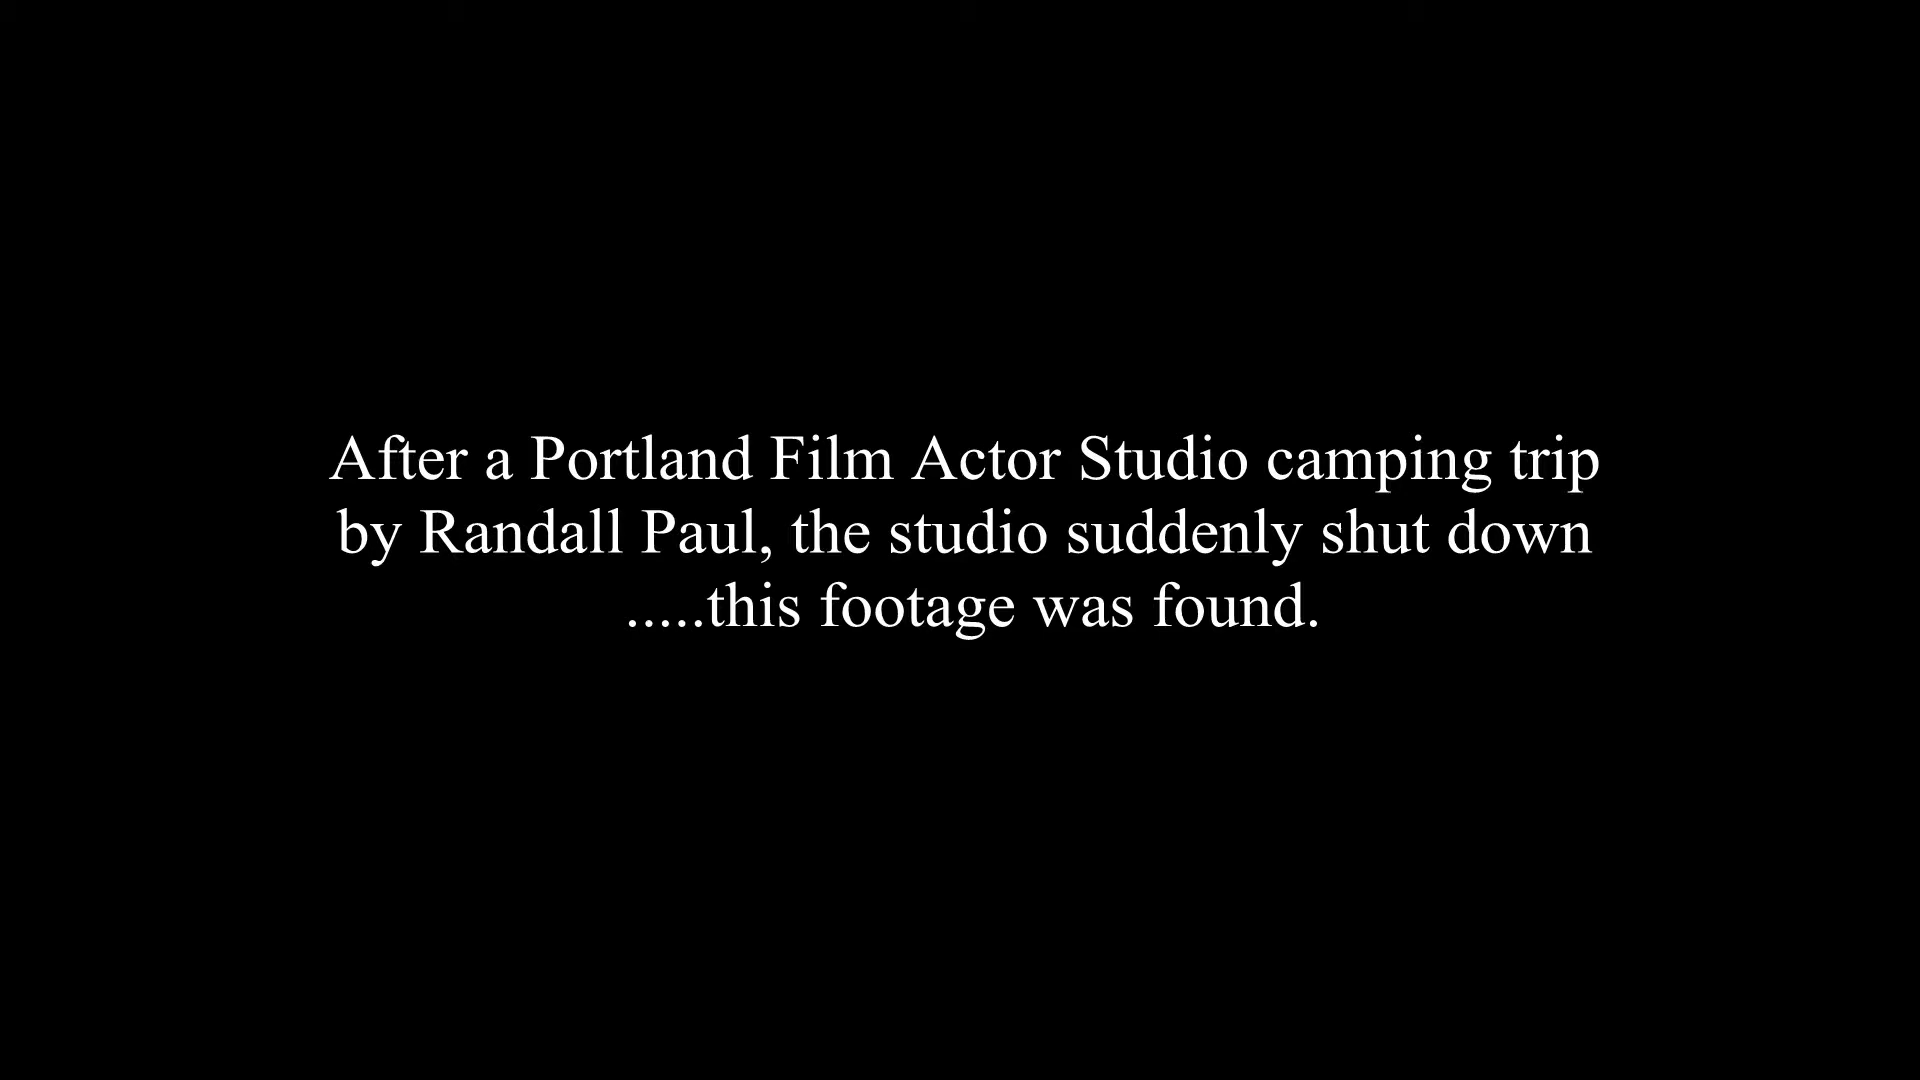 After a Portland Film Actor Studio camping trip
by Randall Paul, the studio suddenly shut down
.....this footage was found.